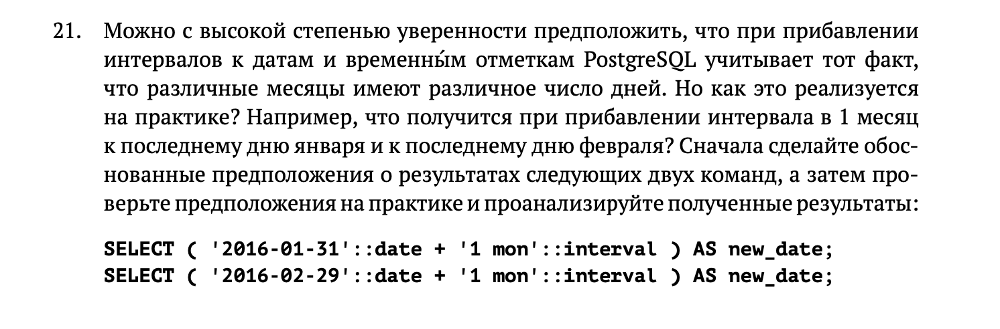 21. Можно с высокой степенью уверенности предположить, что при прибавлении
интервалов к датам и временны́м отметкам PostgreSQL учитывает тот факт,
что различные месяцы имеют различное число дней. Но как это реализуется
на практике? Например, что получится при прибавлении интервала в 1 месяц
к последнему дню января и к последнему дню февраля? Сначала сделайте обос-
нованные предположения о результатах следующих двух команд, а затем про-
верьте предположения на практике и проанализируйте полученные результаты:
SELECT ( '2016-01-31'::date + '1 mon'::interval ) AS new_date;
SELECT ( '2016-02-29'::date + '1 mon'::interval ) AS new_date;